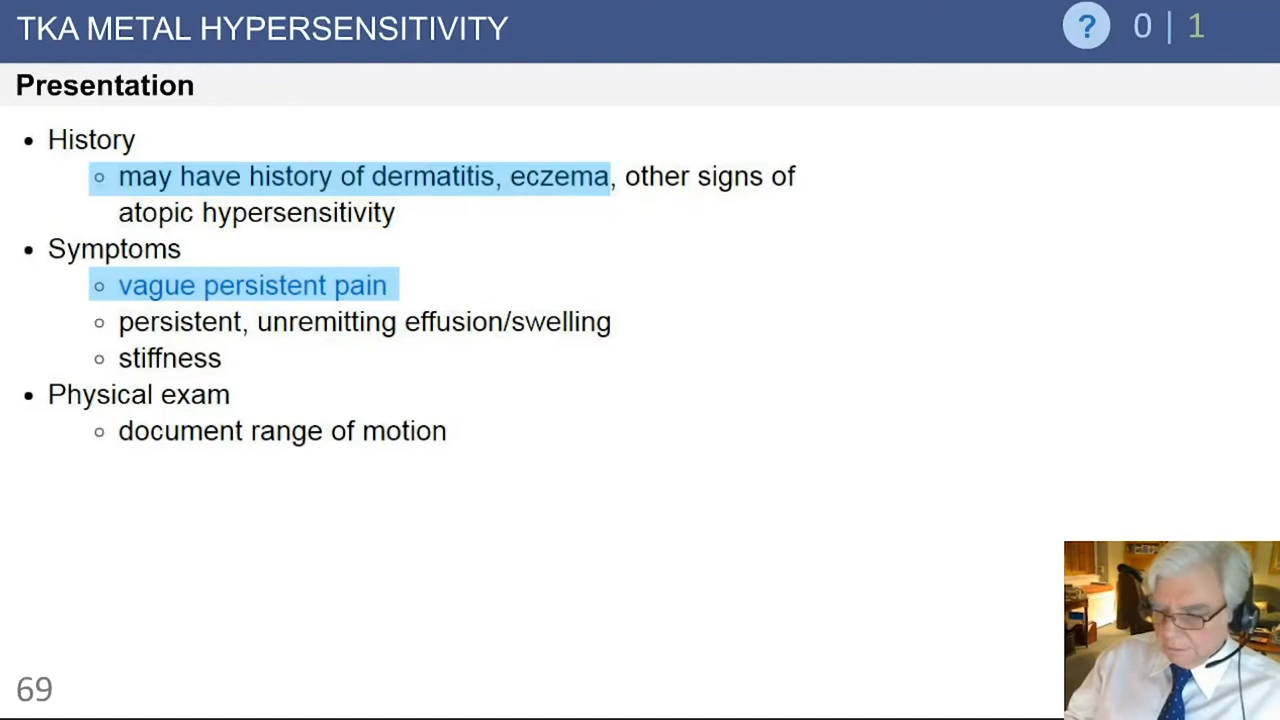 TKA METAL HYPERSENSITIVITY
? 0 | 1
Presentation
• History
◦ may have history of dermatitis, eczema, other signs of
atopic hypersensitivity
• Symptoms
◦ vague persistent pain
◦ persistent, unremitting effusion/swelling
◦ stiffness
• Physical exam
◦ document range of motion
69